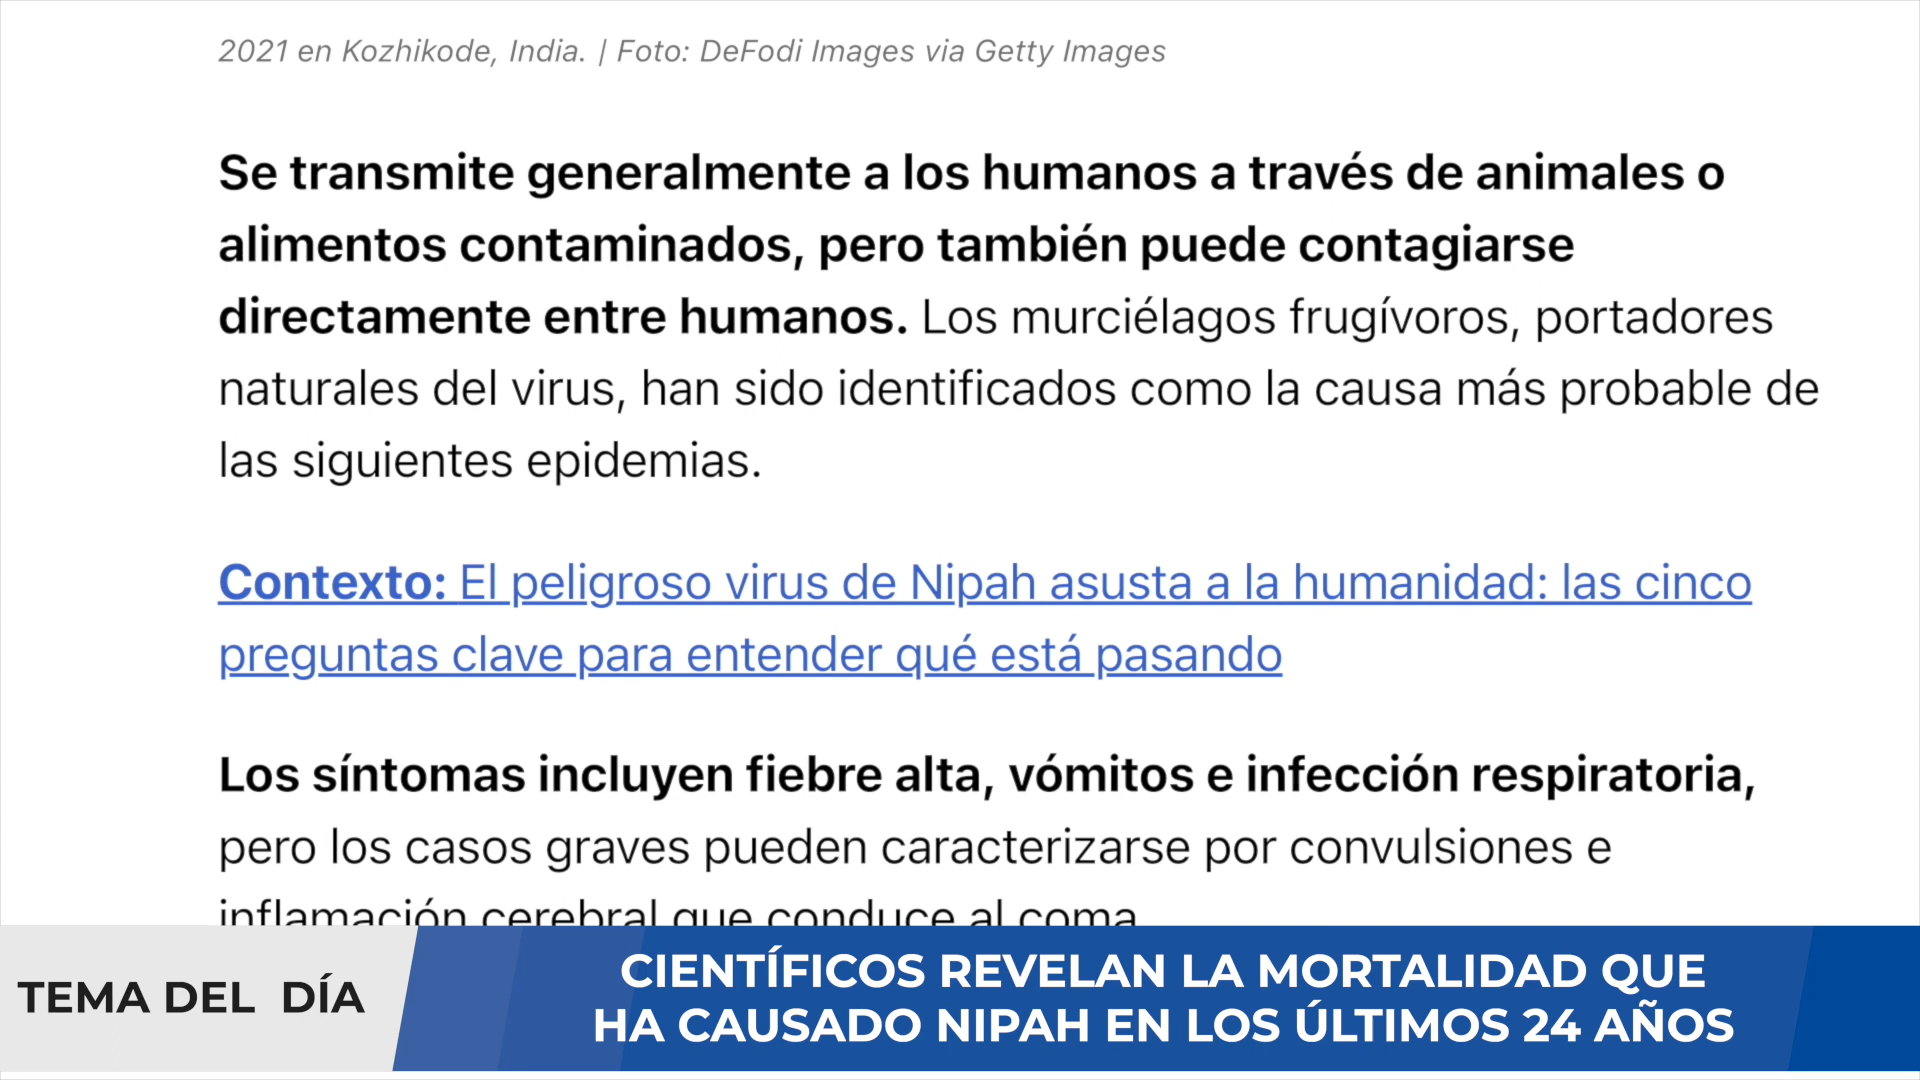 2021 en Kozhikode, India. | Foto: DeFodi Images via Getty Images
Se transmite generalmente a los humanos a través de animales o
alimentos contaminados, pero también puede contagiarse
directamente entre humanos. Los murciélagos frugívoros, portadores
naturales del virus, han sido identificados como la causa más probable de
las siguientes epidemias.
Contexto: El peligroso virus de Nipah asusta a la humanidad: las cinco
preguntas clave para entender qué está pasando
Los síntomas incluyen fiebre alta, vómitos e infección respiratoria,
pero los casos graves pueden caracterizarse por convulsiones e
inflamación cerebral que conduce al coma
TEMA DEL DÍA
CIENTÍFICOS REVELAN LA MORTALIDAD QUE
HA CAUSADO NIPAH EN LOS ÚLTIMOS 24 AÑOS